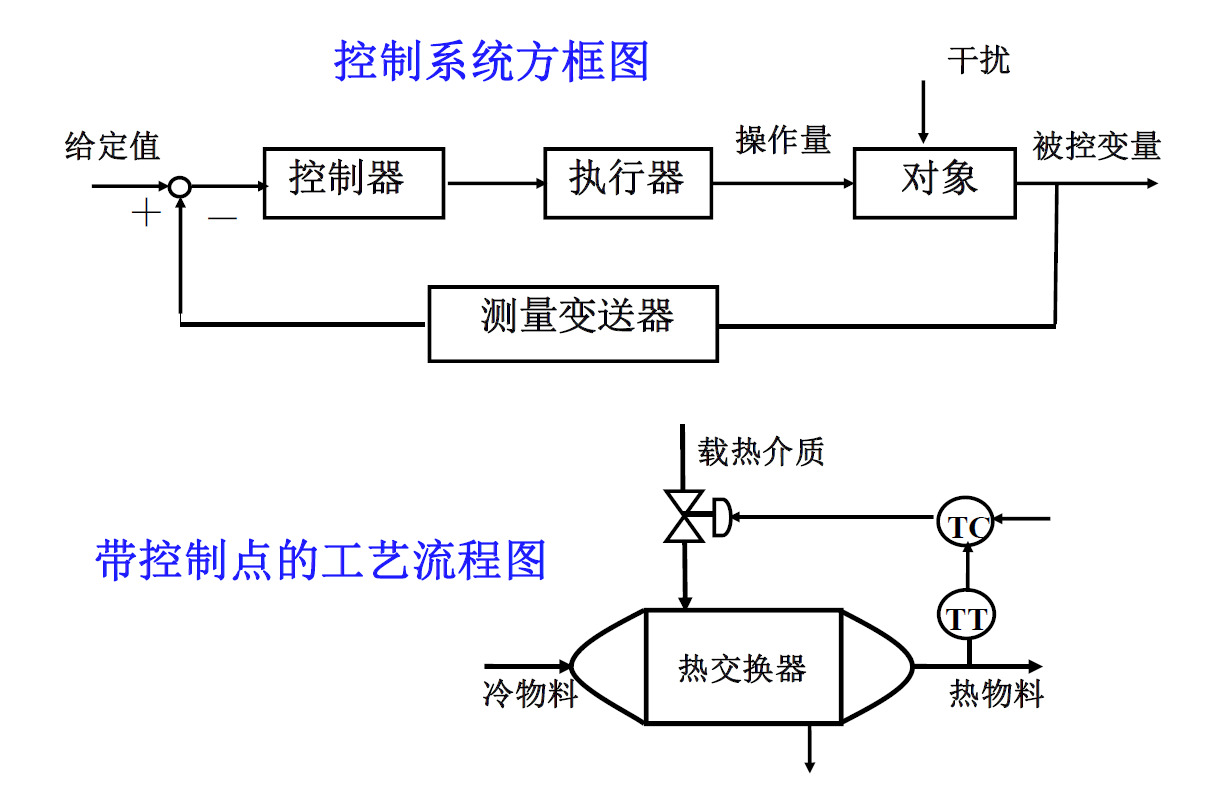 控制系统方框图
干扰
给定值
操作量
被控变量
控制器
执行器
对象
+
－
测量变送器
载热介质
TC
带控制点的工艺流程图
TT
热交换器
冷物料
热物料